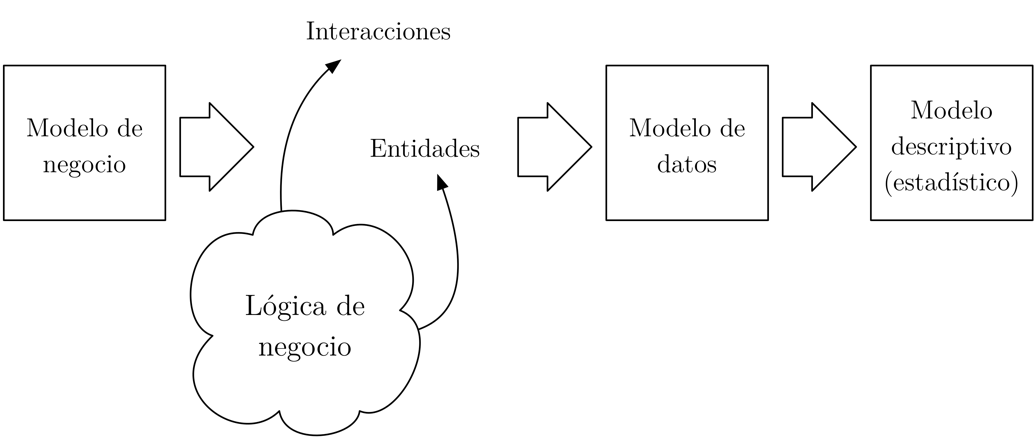 Interacciones
Modelo de
negocio
Entidades
Lógica de
negocio
Modelo de
datos
Modelo
descriptivo
(estadístico)